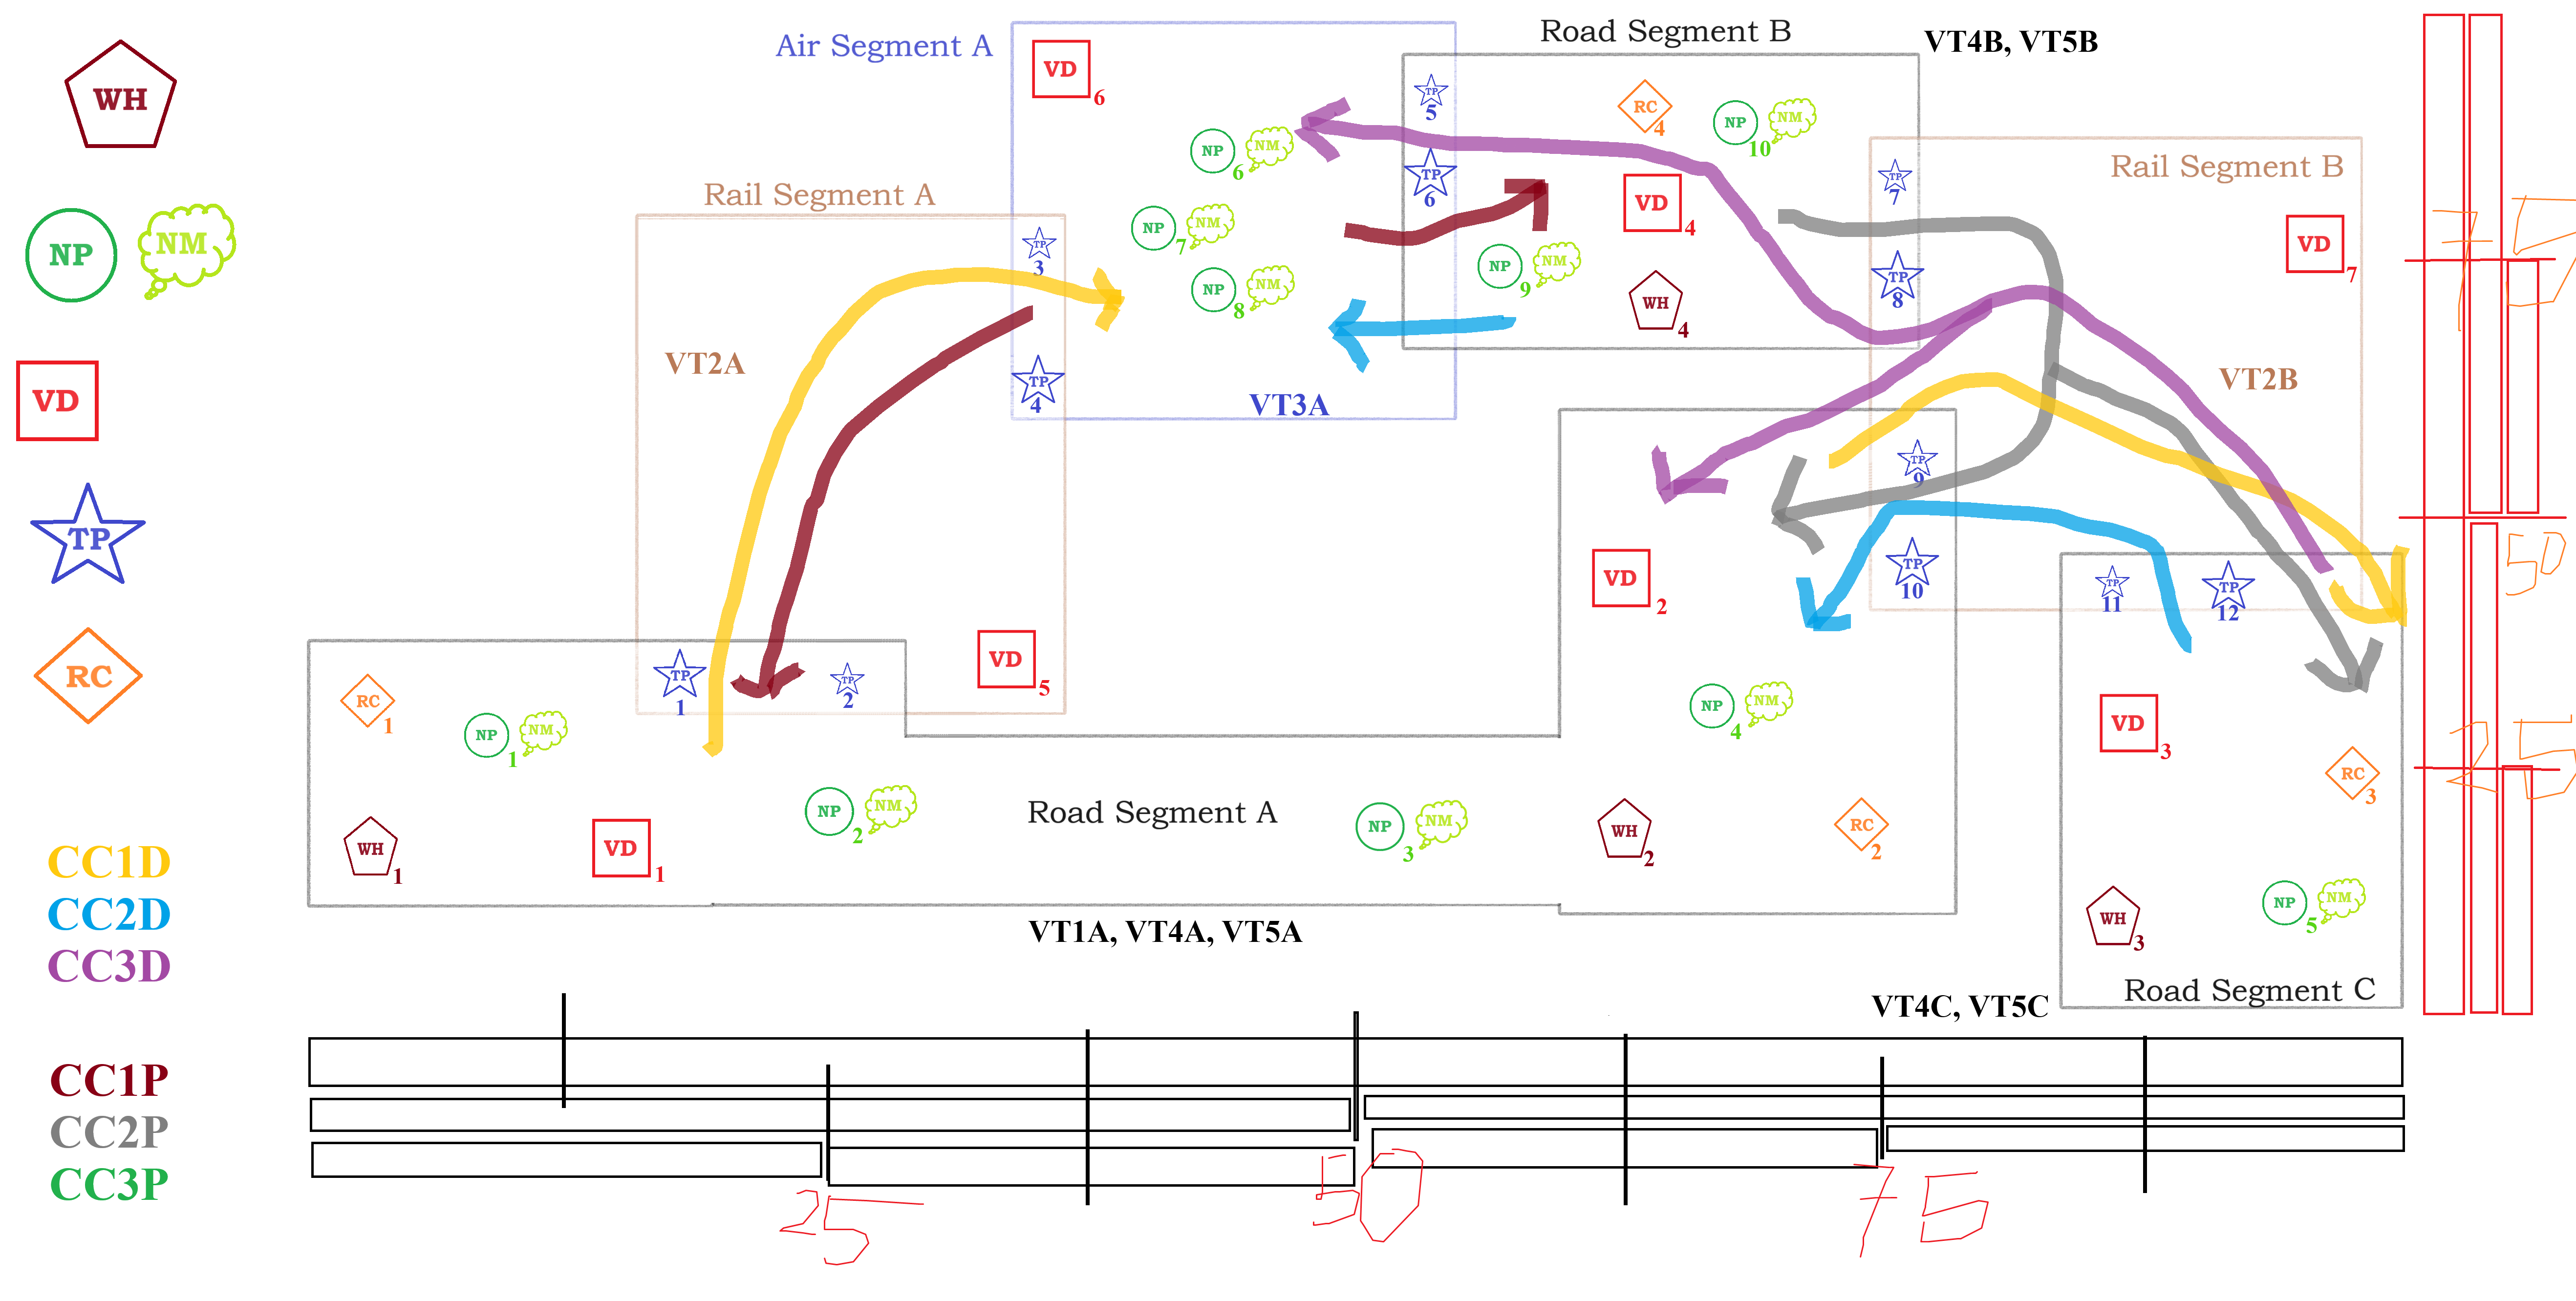 Road Segment B
VT4B, VT5B
Air Segment A
VD
6
TP
5
RC
4
NP
10
NM
WH
NP
6
NM
TP
6
Rail Segment B
TP
7
Rail Segment A
VD
4
NP
7
NM
NP
NM
TP
3
VD
7
75
NP
9
NM
TP
8
NP
8
NM
WH
4
VT2A
VT2B
TP
4
VT3A
VD
TP
9
TP
VD
2
TP
10
TP
11
TP
12
50
RC
VD
5
TP
1
TP
2
RC
1
NP
1
NM
NP
4
NM
VD
3
25
RC
3
NP
2
NM
Road Segment A
NP
3
NM
WH
2
RC
2
WH
1
VD
1
CC1D
CC2D
CC3D
VT1A, VT4A, VT5A
WH
3
NP
5
NM
Road Segment C
VT4C, VT5C
CC1P
CC2P
CC3P
25
50
75